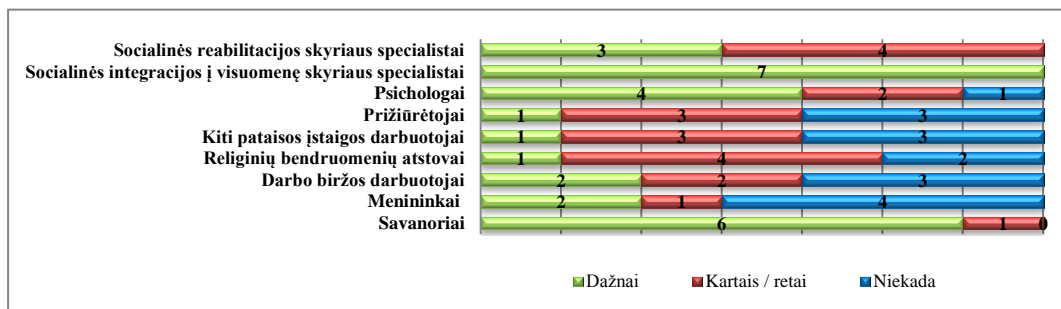 Socialinės reabilitacijos skyriaus specialistai 3 4
Socialinės integracijos į visuomenę skyriaus specialistai 7
Psichologai 4 2 1
Prižiūrėtojai 1 3 3
Kiti pataisos įstaigos darbuotojai 1 3 3
Religinių bendruomenių atstovai 1 4 2
Darbo biržos darbuotojai 2 2 3
Menininkai 2 1 4
Savanoriai 6 1 0
Dažnai Kartais / retai Niekada